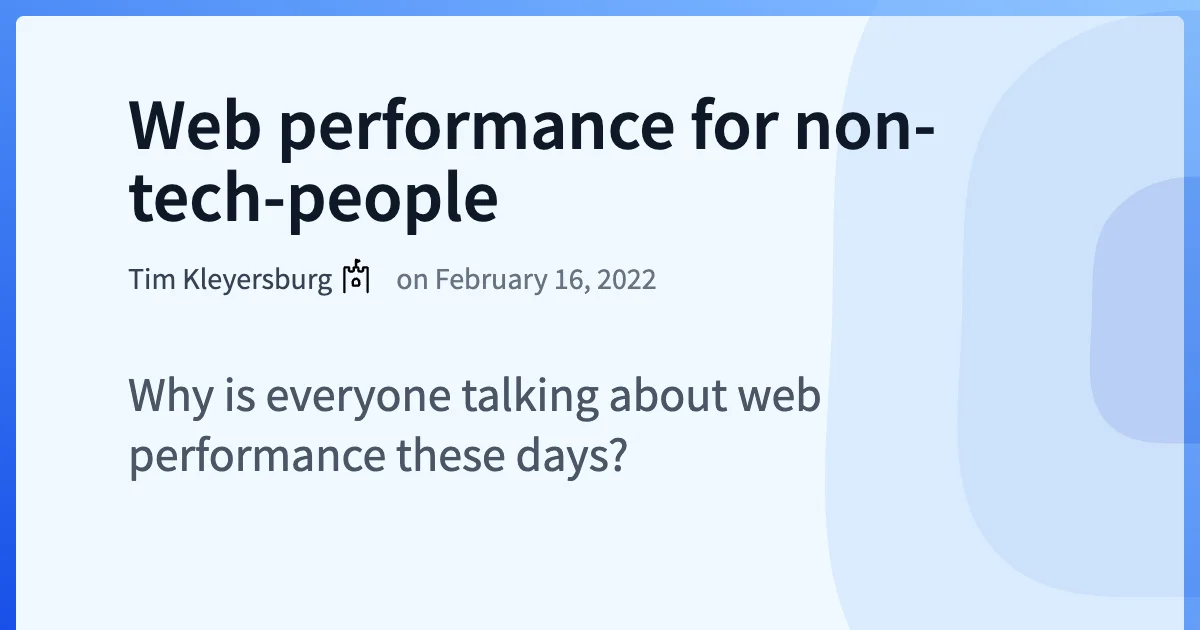 Web performance for non-
tech-people
Tim Kleyersburg on February 16, 2022
Why is everyone talking about web
performance these days?